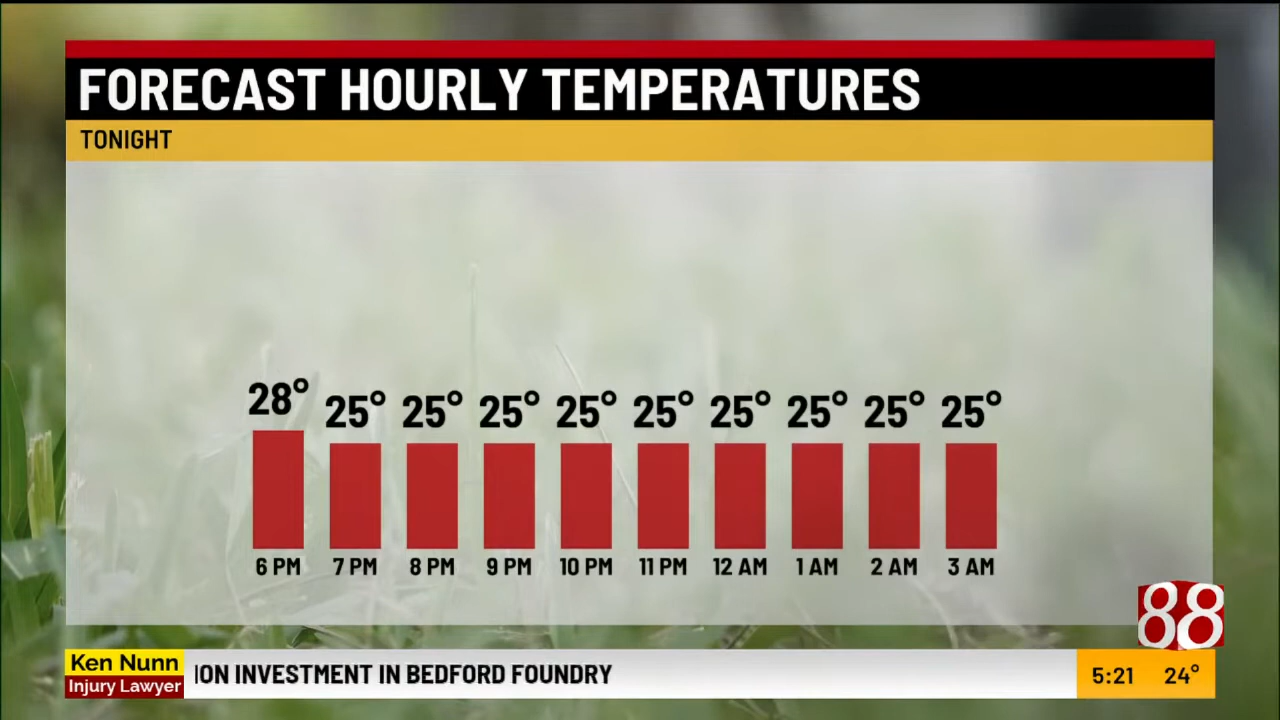 FORECAST HOURLY TEMPERATURES
TONIGHT
28° 25° 25° 25° 25° 25° 25° 25° 25° 25°
6 PM 7 PM 8 PM 9 PM 10 PM 11 PM 12 AM 1 AM 2 AM 3 AM
88
Ken Nunn
Injury Lawyer
ION INVESTMENT IN BEDFORD FOUNDRY
5:21 24°